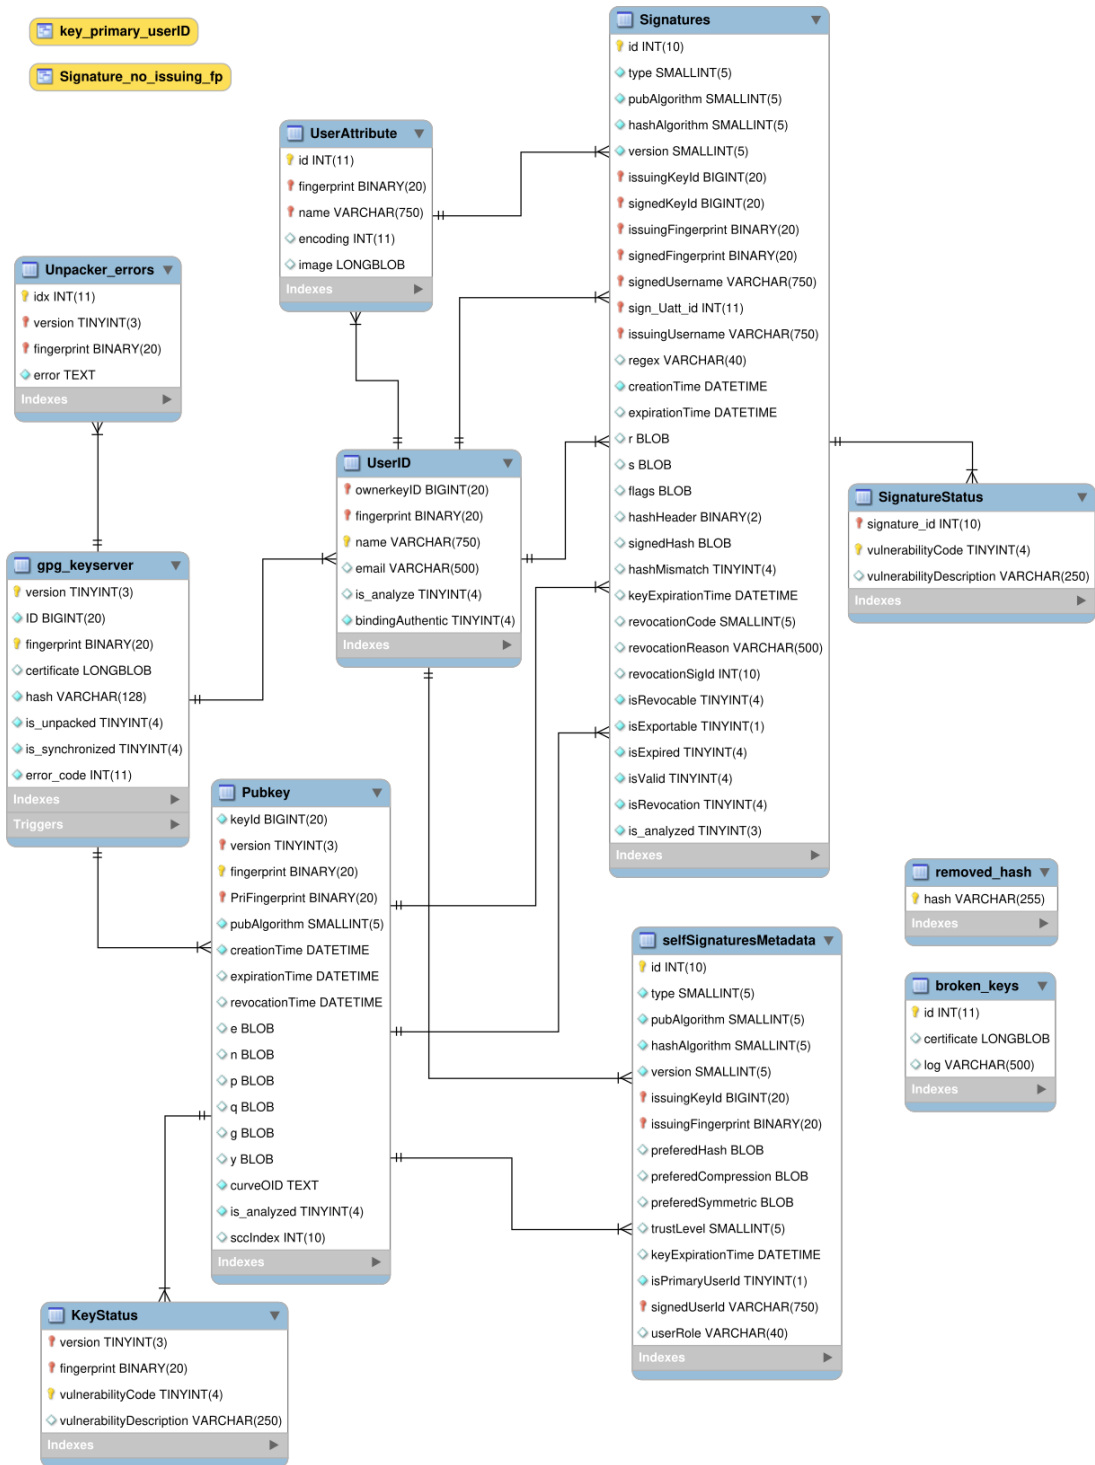 key_primary_userID
Signature_no_issuing_fp
Signatures
id INT(10)
type SMALLINT(5)
pubAlgorithm SMALLINT(5)
hashAlgorithm SMALLINT(5)
version SMALLINT(5)
issuingKeyId BIGINT(20)
signedKeyId BIGINT(20)
issuingFingerprint BINARY(20)
signedFingerprint BINARY(20)
signedUsername VARCHAR(750)
sign_Uatt_id INT(11)
issuingUsername VARCHAR(750)
regex VARCHAR(40)
creationTime DATETIME
expirationTime DATETIME
r BLOB
s BLOB
flags BLOB
hashHeader BINARY(2)
signedHash BLOB
hashMismatch TINYINT(4)
keyExpirationTime DATETIME
revocationCode SMALLINT(5)
revocationReason VARCHAR(500)
revocationSigId INT(10)
isRevocable TINYINT(4)
isExportable TINYINT(1)
isExpired TINYINT(4)
isValid TINYINT(4)
isRevocation TINYINT(4)
is_analyzed TINYINT(3)
Indexes
UserAttribute
id INT(11)
fingerprint BINARY(20)
name VARCHAR(750)
encoding INT(11)
image LONGBLOB
Indexes
Unpacker_errors
idx INT(11)
version TINYINT(3)
fingerprint BINARY(20)
error TEXT
Indexes
UserID
ownerkeyID BIGINT(20)
fingerprint BINARY(20)
name VARCHAR(750)
email VARCHAR(500)
is_analyze TINYINT(4)
bindingAuthentic TINYINT(4)
Indexes
SignatureStatus
signature_id INT(10)
vulnerabilityCode TINYINT(4)
vulnerabilityDescription VARCHAR(250)
Indexes
gpg_keyserver
version TINYINT(3)
ID BIGINT(20)
fingerprint BINARY(20)
certificate LONGBLOB
hash VARCHAR(128)
is_unpacked TINYINT(4)
is_synchronized TINYINT(4)
error_code INT(11)
Indexes
Triggers
Pubkey
keyId BIGINT(20)
version TINYINT(3)
fingerprint BINARY(20)
PriFingerprint BINARY(20)
pubAlgorithm SMALLINT(5)
creationTime DATETIME
expirationTime DATETIME
revocationTime DATETIME
e BLOB
n BLOB
p BLOB
q BLOB
g BLOB
y BLOB
curveOID TEXT
is_analyzed TINYINT(4)
sccIndex INT(10)
Indexes
removed_hash
hash VARCHAR(255)
Indexes
selfSignaturesMetadata
id INT(10)
type SMALLINT(5)
pubAlgorithm SMALLINT(5)
hashAlgorithm SMALLINT(5)
version SMALLINT(5)
issuingKeyId BIGINT(20)
issuingFingerprint BINARY(20)
preferedHash BLOB
preferedCompression BLOB
preferedSymmetric BLOB
trustLevel SMALLINT(5)
keyExpirationTime DATETIME
isPrimaryUserId TINYINT(1)
signedUserId VARCHAR(750)
userRole VARCHAR(40)
Indexes
broken_keys
id INT(11)
certificate LONGBLOB
log VARCHAR(500)
Indexes
KeyStatus
version TINYINT(3)
fingerprint BINARY(20)
vulnerabilityCode TINYINT(4)
vulnerabilityDescription VARCHAR(250)
Indexes